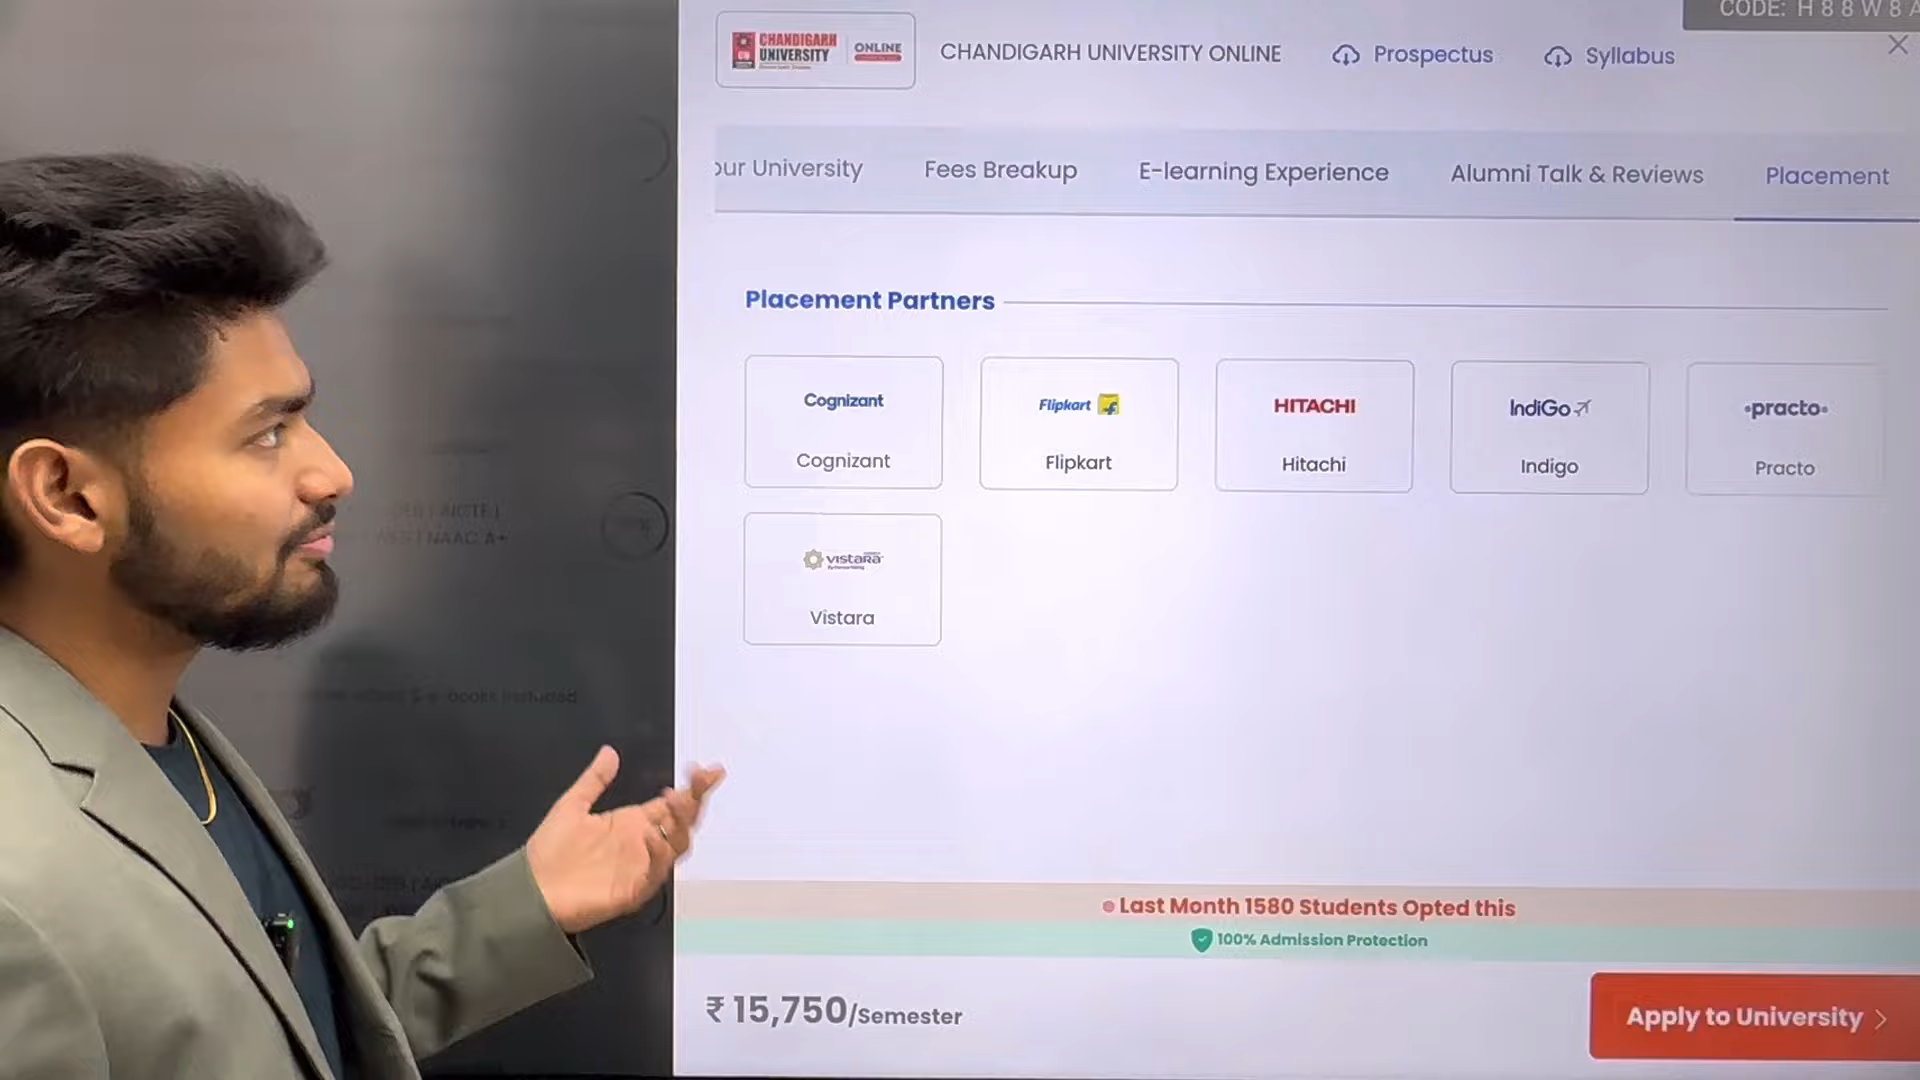 CODE: H 8 8 W 8 A
CHANDIGARH
UNIVERSITY
ONLINE
CHANDIGARH UNIVERSITY ONLINE
Prospectus
Syllabus
our University
Fees Breakup
E-learning Experience
Alumni Talk & Reviews
Placement
Placement Partners
Cognizant
Flipkart
HITACHI
IndiGo
•practo•
Cognizant
Flipkart
Hitachi
Indigo
Practo
VISTARA
Vistara
Last Month 1580 Students Opted this
100% Admission Protection
₹ 15,750/Semester
Apply to University